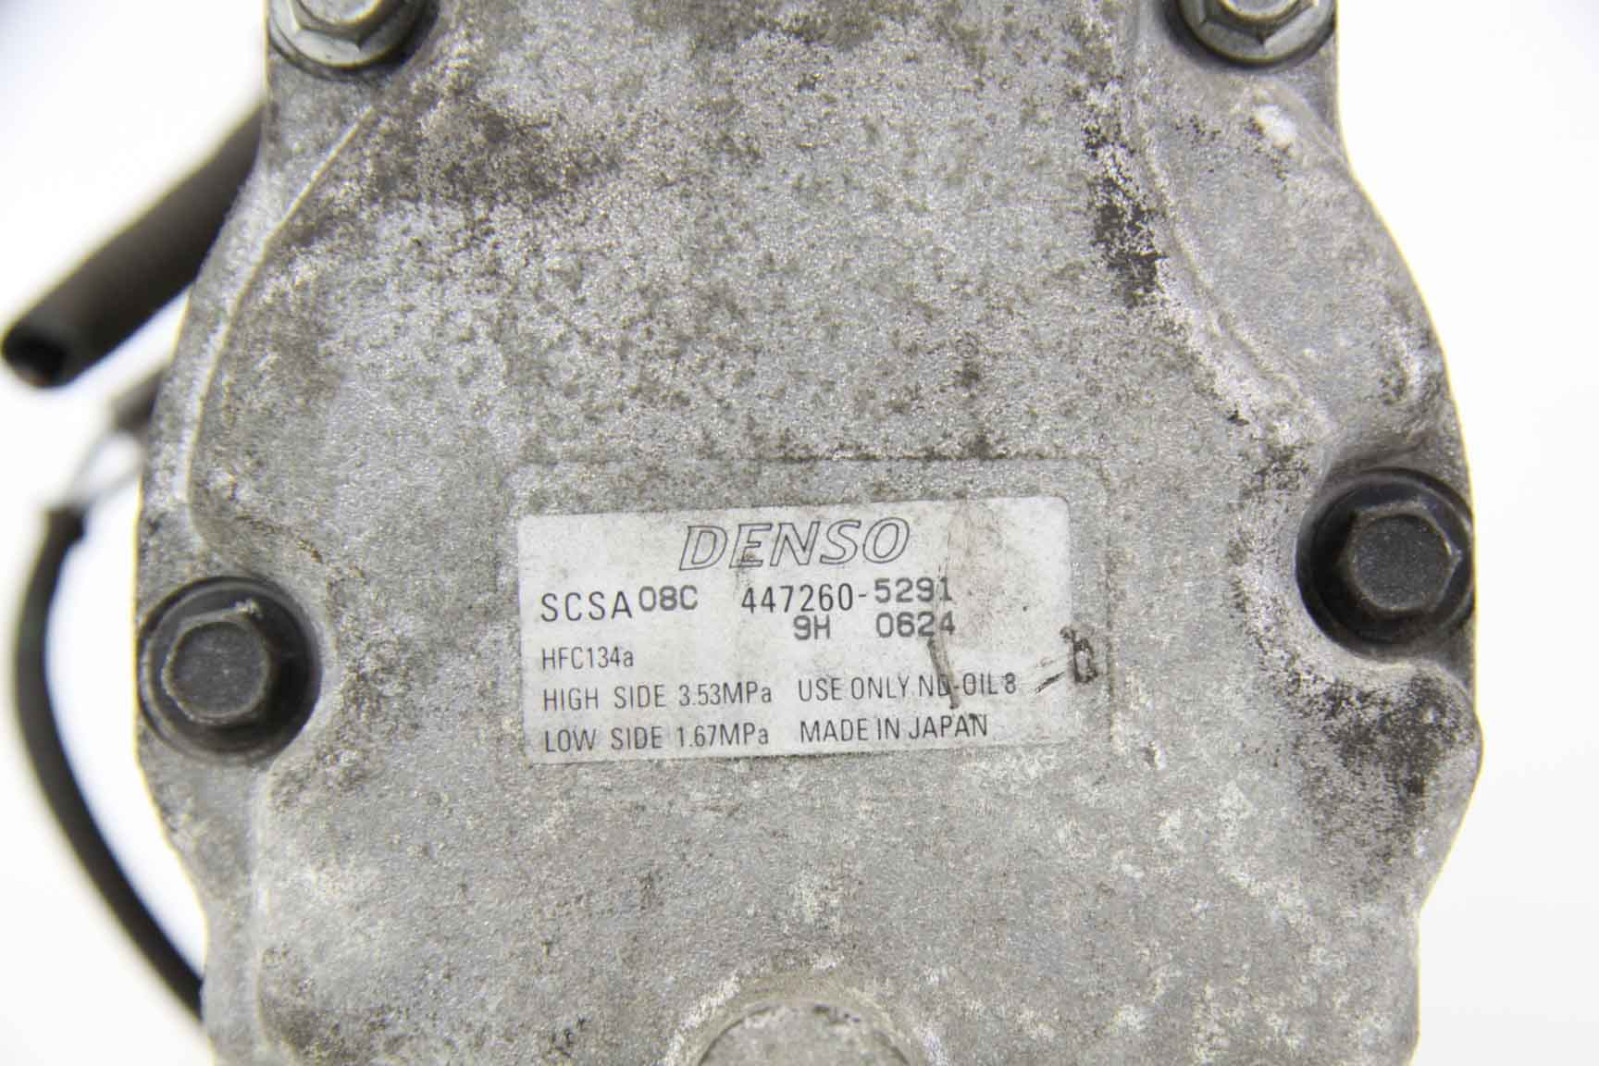 DENSO
SCSA08C 447260-5291
9H 0624
HFC134a
HIGH SIDE 3.53MPa USE ONLY ND-OIL 8
LOW SIDE 1.67MPa MADE IN JAPAN